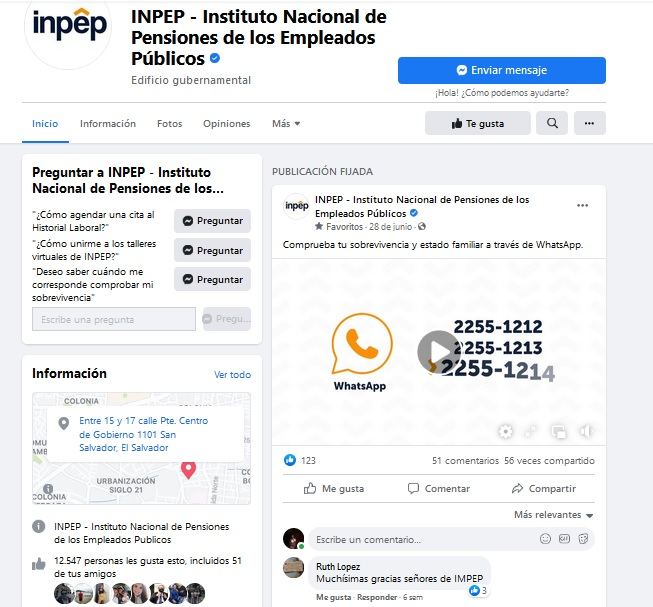 inpêp
INPEP - Instituto Nacional de
Pensiones de los Empleados
Públicos
Edificio gubernamental
Enviar mensaje
¡Hola! ¿Cómo podemos ayudarte?
Inicio
Información
Fotos
Opiniones
Más
Te gusta
Preguntar a INPEP - Instituto
Nacional de Pensiones de los...
"¿Cómo agendar una cita al
Historial Laboral?"
Preguntar
"¿Cómo unirme a los talleres
virtuales de INPEP?"
Preguntar
"Deseo saber cuándo me
corresponde comprobar mi
sobrevivencia"
Preguntar
Escribe una pregunta
Pregu...
Información
Ver todo
COLONIA
Entre 15 y 17 calle Pte. Centro
de Gobierno 1101 San
Salvador, El Salvador
URBANIZACIÓN
SIGLO 21
COLONIA
INPEP - Instituto Nacional de Pensiones
de los Empleados Publicos
12.547 personas les gusta esto, incluidos 51
de tus amigos
PUBLICACIÓN FIJADA
inpêp
INPEP - Instituto Nacional de Pensiones de los
Empleados Públicos
Favoritos · 28 de junio ·
Comprueba tu sobrevivencia y estado familiar a través de WhatsApp.
WhatsApp
2255-1212
2255-1213
2255-1214
123
51 comentarios 56 veces compartido
Me gusta
Comentar
Compartir
Más relevantes
Escribe un comentario...
GIF
Ruth Lopez
Muchísimas gracias señores de IMPEP
3
Me gusta · Responder · 6 sem